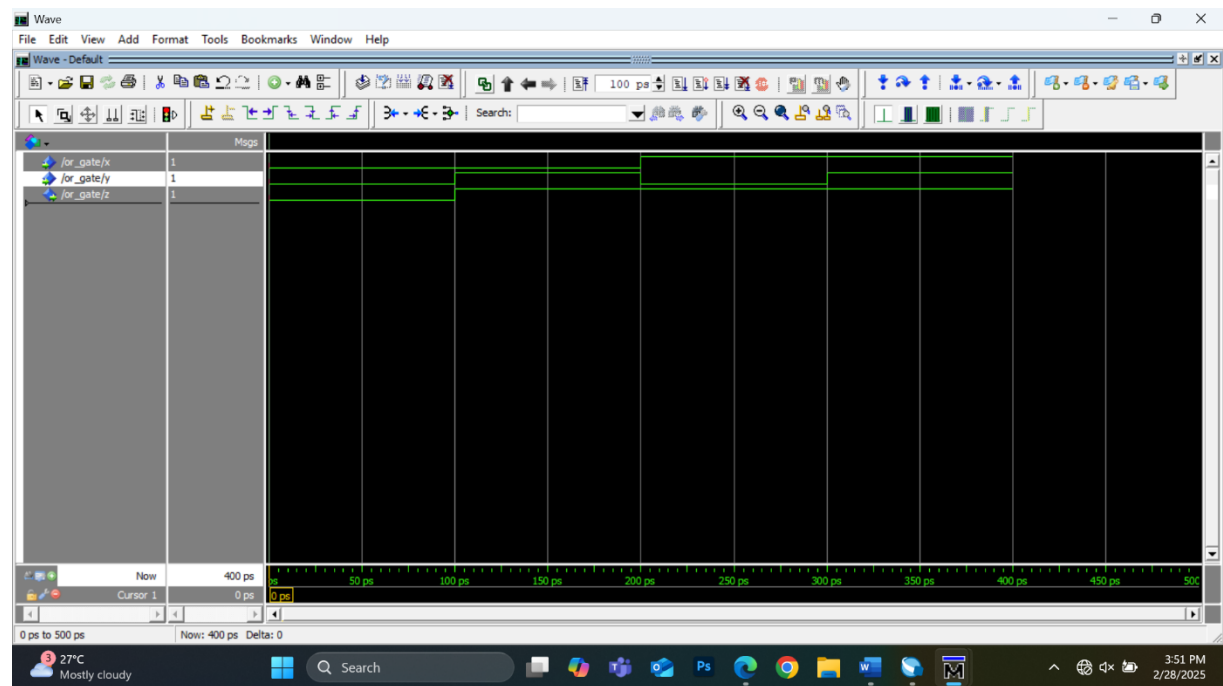 Wave
File Edit View Add Format Tools Bookmarks Window Help
Wave - Default
100 ps
Search:
Msgs
/or_gate/x 1
/or_gate/y 1
/or_gate/z 1
Now 400 ps
ps 50 ps 100 ps 150 ps 200 ps 250 ps 300 ps 350 ps 400 ps 450 ps 500
Cursor 1 0 ps 0 ps
0 ps to 500 ps Now: 400 ps Delta: 0
3 27°C
Mostly cloudy
Search
Ps
3:51 PM
2/28/2025